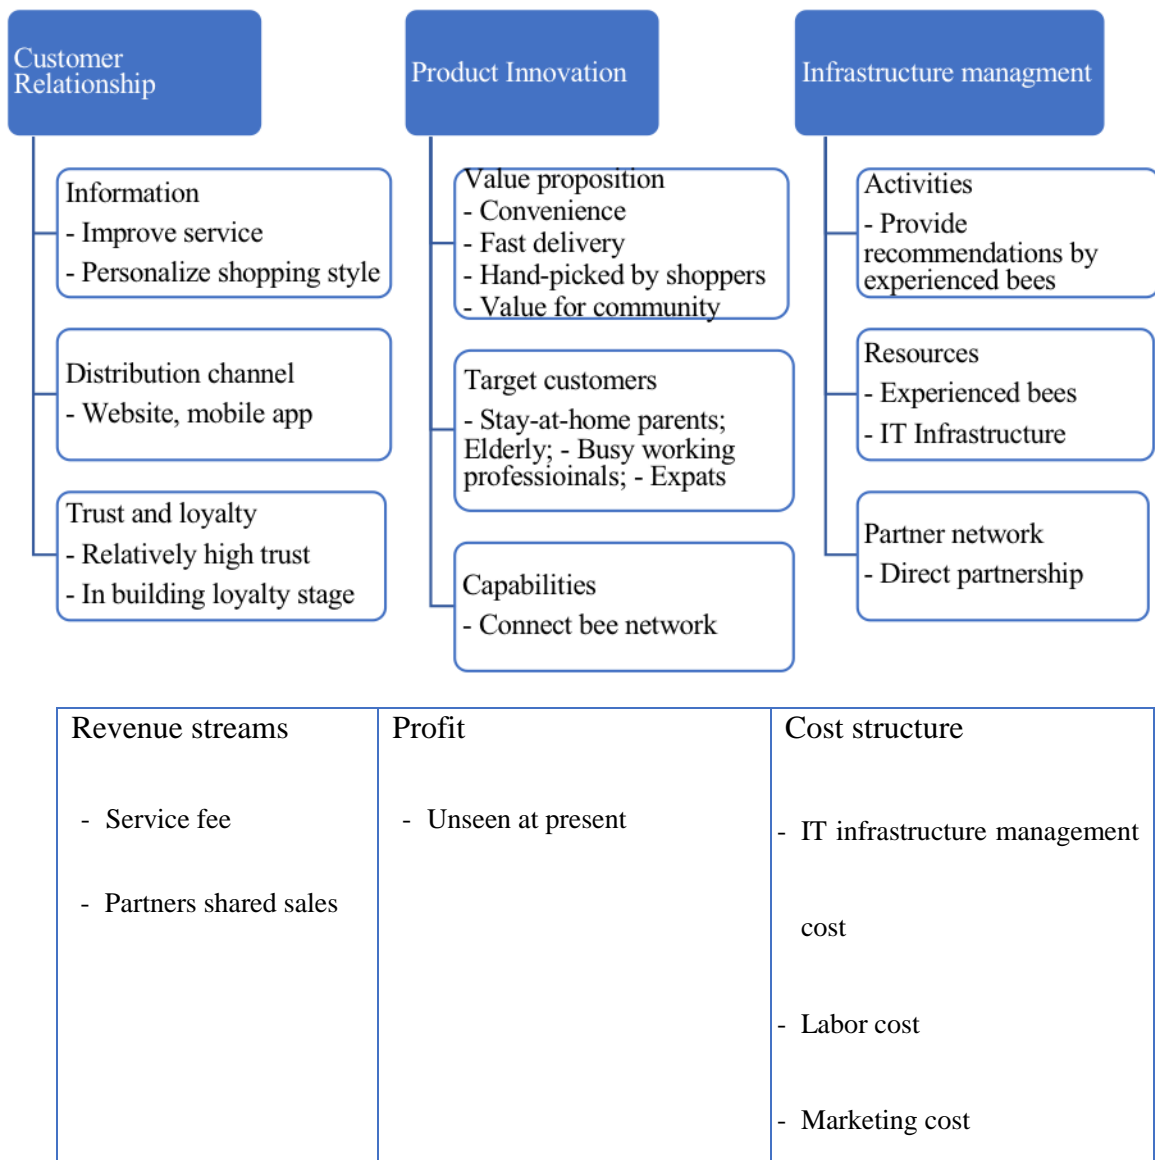 Customer
Relationship
Information
- Improve service
- Personalize shopping style
Distribution channel
- Website, mobile app
Trust and loyalty
- Relatively high trust
- In building loyalty stage
Product Innovation
Value proposition
- Convenience
- Fast delivery
- Hand-picked by shoppers
- Value for community
Target customers
- Stay-at-home parents;
Elderly; - Busy working
professioinals; - Expats
Capabilities
- Connect bee network
Infrastructure managment
Activities
- Provide
recommendations by
experienced bees
Resources
- Experienced bees
- IT Infrastructure
Partner network
- Direct partnership
Revenue streams
- Service fee
- Partners shared sales
Profit
- Unseen at present
Cost structure
- IT infrastructure management
cost
- Labor cost
- Marketing cost